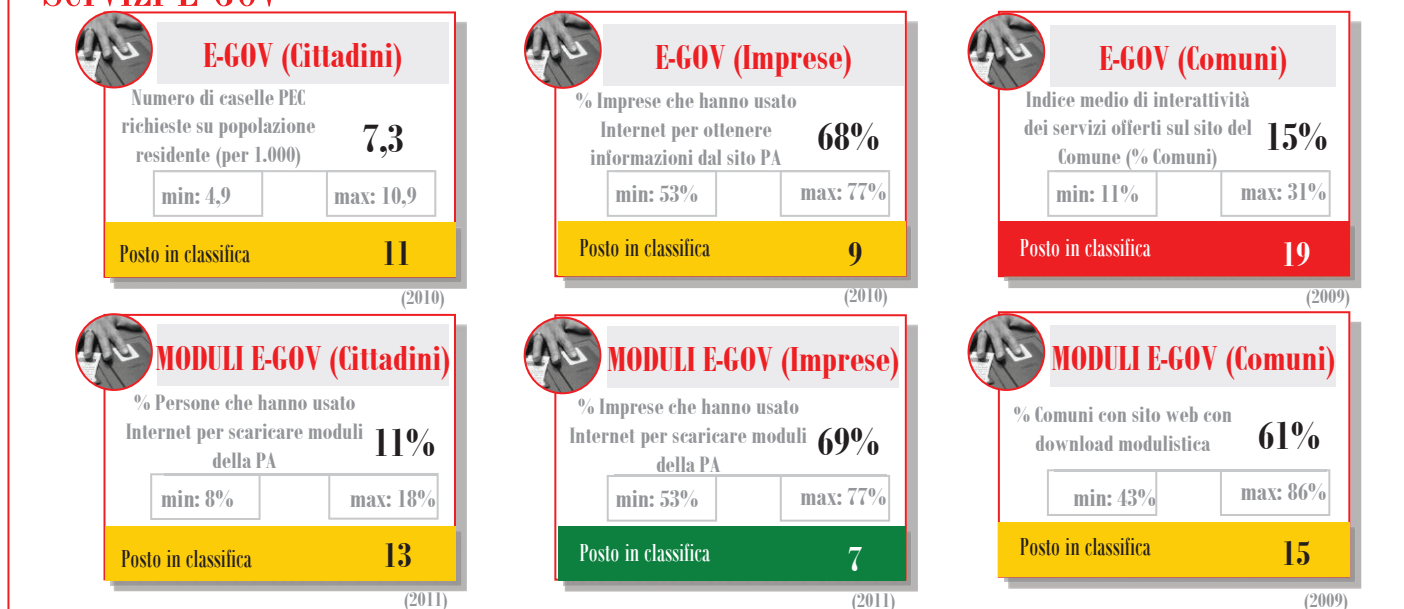 Servizi E-GOV
E-GOV (Cittadini)
Numero di caselle PEC
richieste su popolazione
residente (per 1.000)
7,3
min: 4,9
max: 10,9
Posto in classifica
11
(2010)
E-GOV (Imprese)
% Imprese che hanno usato
Internet per ottenere
informazioni dal sito PA
68%
min: 53%
max: 77%
Posto in classifica
9
(2010)
E-GOV (Comuni)
Indice medio di interattività
dei servizi offerti sul sito del
Comune (% Comuni)
15%
min: 11%
max: 31%
Posto in classifica
19
(2009)
MODULI E-GOV (Cittadini)
% Persone che hanno usato
Internet per scaricare moduli
della PA
11%
min: 8%
max: 18%
Posto in classifica
13
(2011)
MODULI E-GOV (Imprese)
% Imprese che hanno usato
Internet per scaricare moduli
della PA
69%
min: 53%
max: 77%
Posto in classifica
7
(2011)
MODULI E-GOV (Comuni)
% Comuni con sito web con
download modulistica
61%
min: 43%
max: 86%
Posto in classifica
15
(2009)